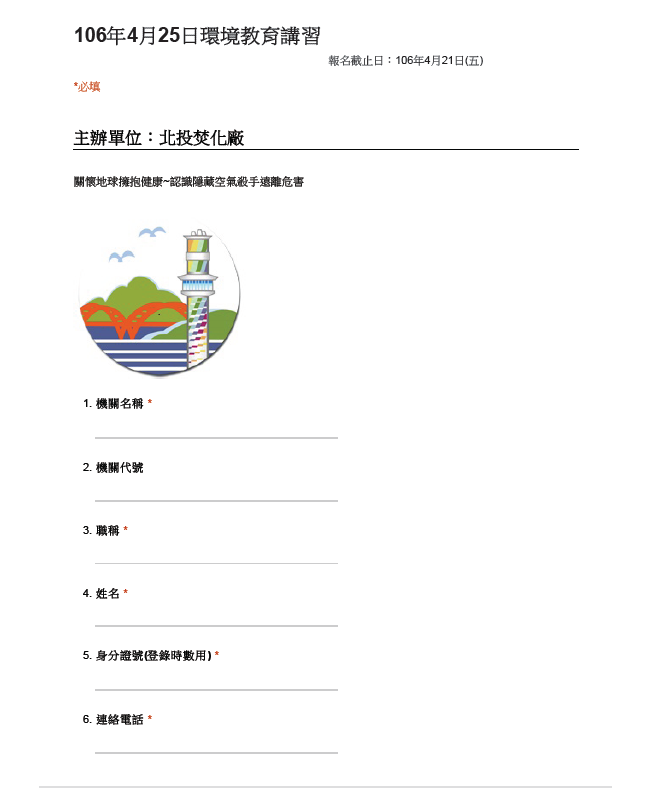 106年4月25日環境教育講習
報名截止日：106年4月21日(五)
*必填
主辦單位：北投焚化廠
關懷地球擁抱健康~認識隱藏空氣殺手遠離危害
1. 機關名稱 *
2. 機關代號
3. 職稱 *
4. 姓名 *
5. 身分證號(登錄時數用) *
6. 連絡電話 *